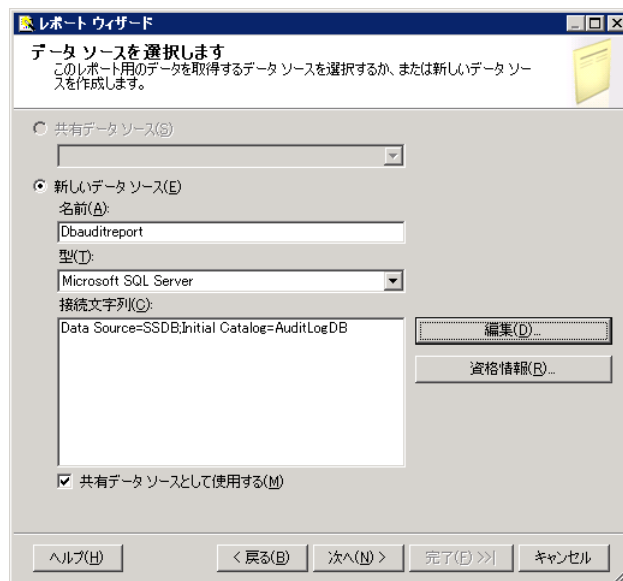 レポート ウィザード
データ ソースを選択します
このレポート用のデータを取得するデータ ソースを選択するか、または新しいデータ ソー
スを作成します。
共有データ ソース(S)
新しいデータ ソース(E)
名前(A):
Dbauditreport
型(T):
Microsoft SQL Server
接続文字列(C):
Data Source=SSDB;Initial Catalog=AuditLogDB
編集(D)...
資格情報(R)...
共有データ ソースとして使用する(M)
ヘルプ(H)
< 戻る(B)
次へ(N) >
完了(F) >>|
キャンセル